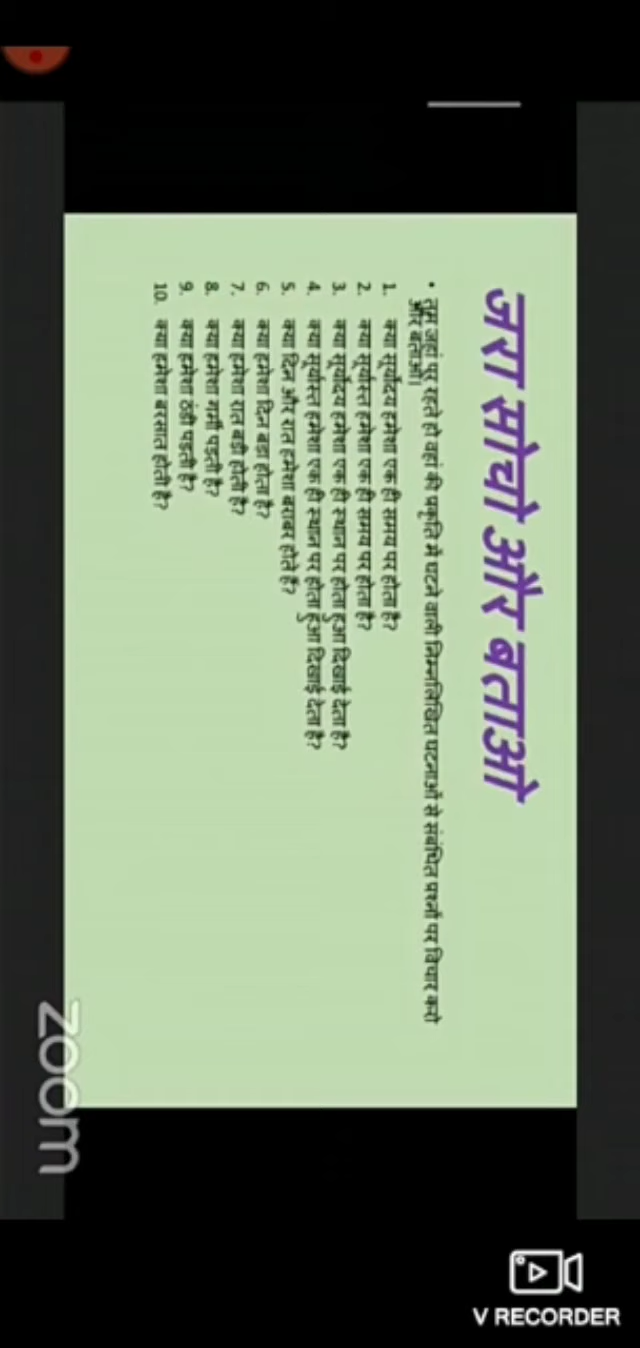 जरा सोचो और बताओ
• तुम जहां पर रहते हो वहां की प्रकृति में घटने वाली निम्नलिखित घटनाओं से संबंधित प्रश्नों पर विचार करो
और बताओ।
1. क्या सूर्योदय हमेशा एक ही समय पर होता है?
2. क्या सूर्यास्त हमेशा एक ही समय पर होता है?
3. क्या सूर्योदय हमेशा एक ही स्थान पर होता हुआ दिखाई देता है?
4. क्या सूर्यास्त हमेशा एक ही स्थान पर होता हुआ दिखाई देता है?
5. क्या दिन और रात हमेशा बराबर होते हैं?
6. क्या हमेशा दिन बड़ा होता है?
7. क्या हमेशा रात बड़ी होती है?
8. क्या हमेशा गर्मी पड़ती है?
9. क्या हमेशा ठंडी पड़ती है?
10. क्या हमेशा बरसात होती है?
zoom
V RECORDER